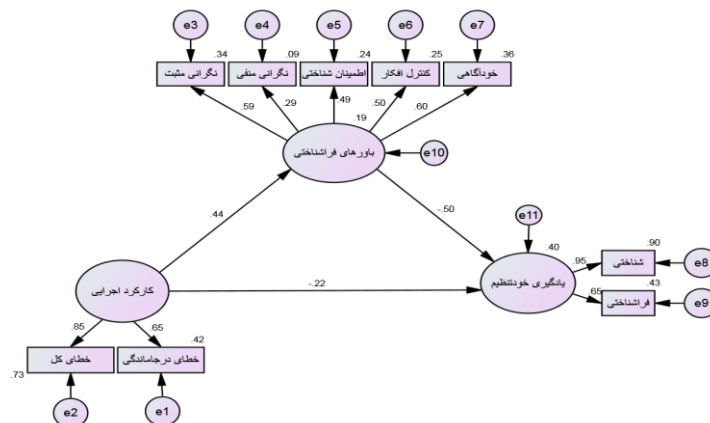 e3
e4
e5
e6
e7
.34
.09
.24
.25
.36
نگرانی مثبت
نگرانی منفی
اطمینان شناختی
کنترل افکار
خودآگاهی
.59
.29
.49
.50
.60
.19
باورهای فراشناختی
e10
.44
-.50
e11
.40
.90
کارکرد اجرایی
-.22
یادگیری خودتنظیم
.95
شناختی
e8
.43
.65
فراشناختی
e9
.85
.65
.42
خطای کل
خطای درجاماندگی
.73
e2
e1